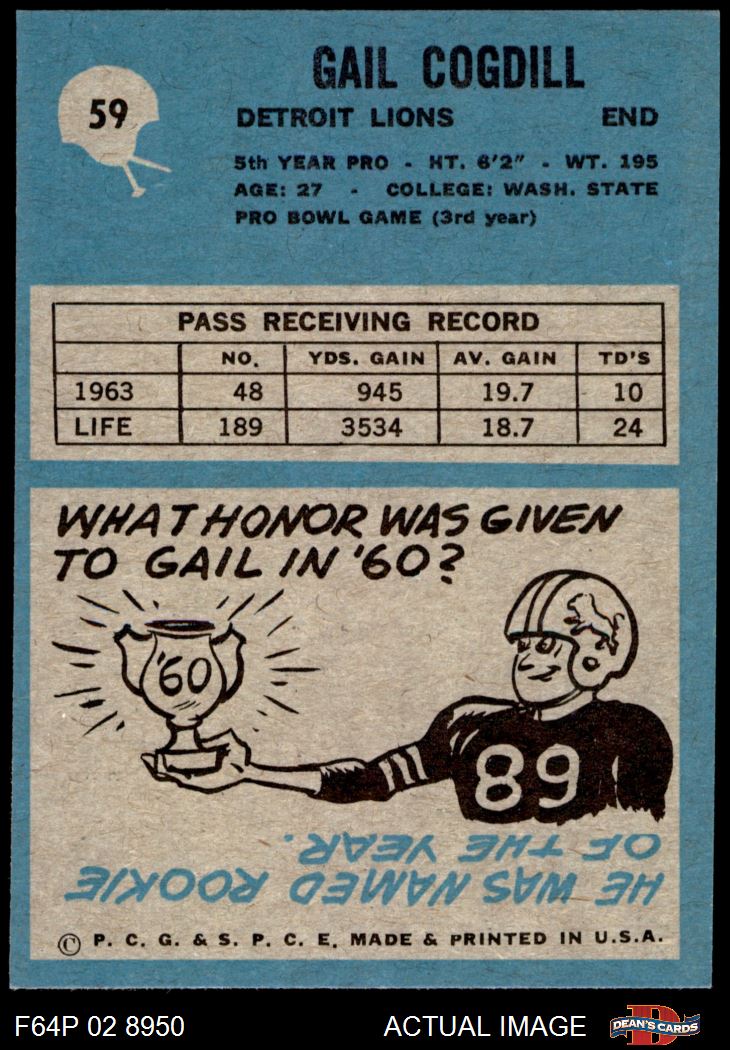 59
GAIL COGDILL
DETROIT LIONS END
5th YEAR PRO - HT. 6'2" - WT. 195
AGE: 27 - COLLEGE: WASH. STATE
PRO BOWL GAME (3rd year)
PASS RECEIVING RECORD
NO. YDS. GAIN AV. GAIN TD'S
1963 48 945 19.7 10
LIFE 189 3534 18.7 24
WHAT HONOR WAS GIVEN
TO GAIL IN '60?
'60
89
HE WAS NAMED ROOKIE
OF THE YEAR.
© P. C. G. & S. P. C. E. MADE & PRINTED IN U.S.A.
F64P 02 8950 ACTUAL IMAGE
D
DEAN'S CARDS